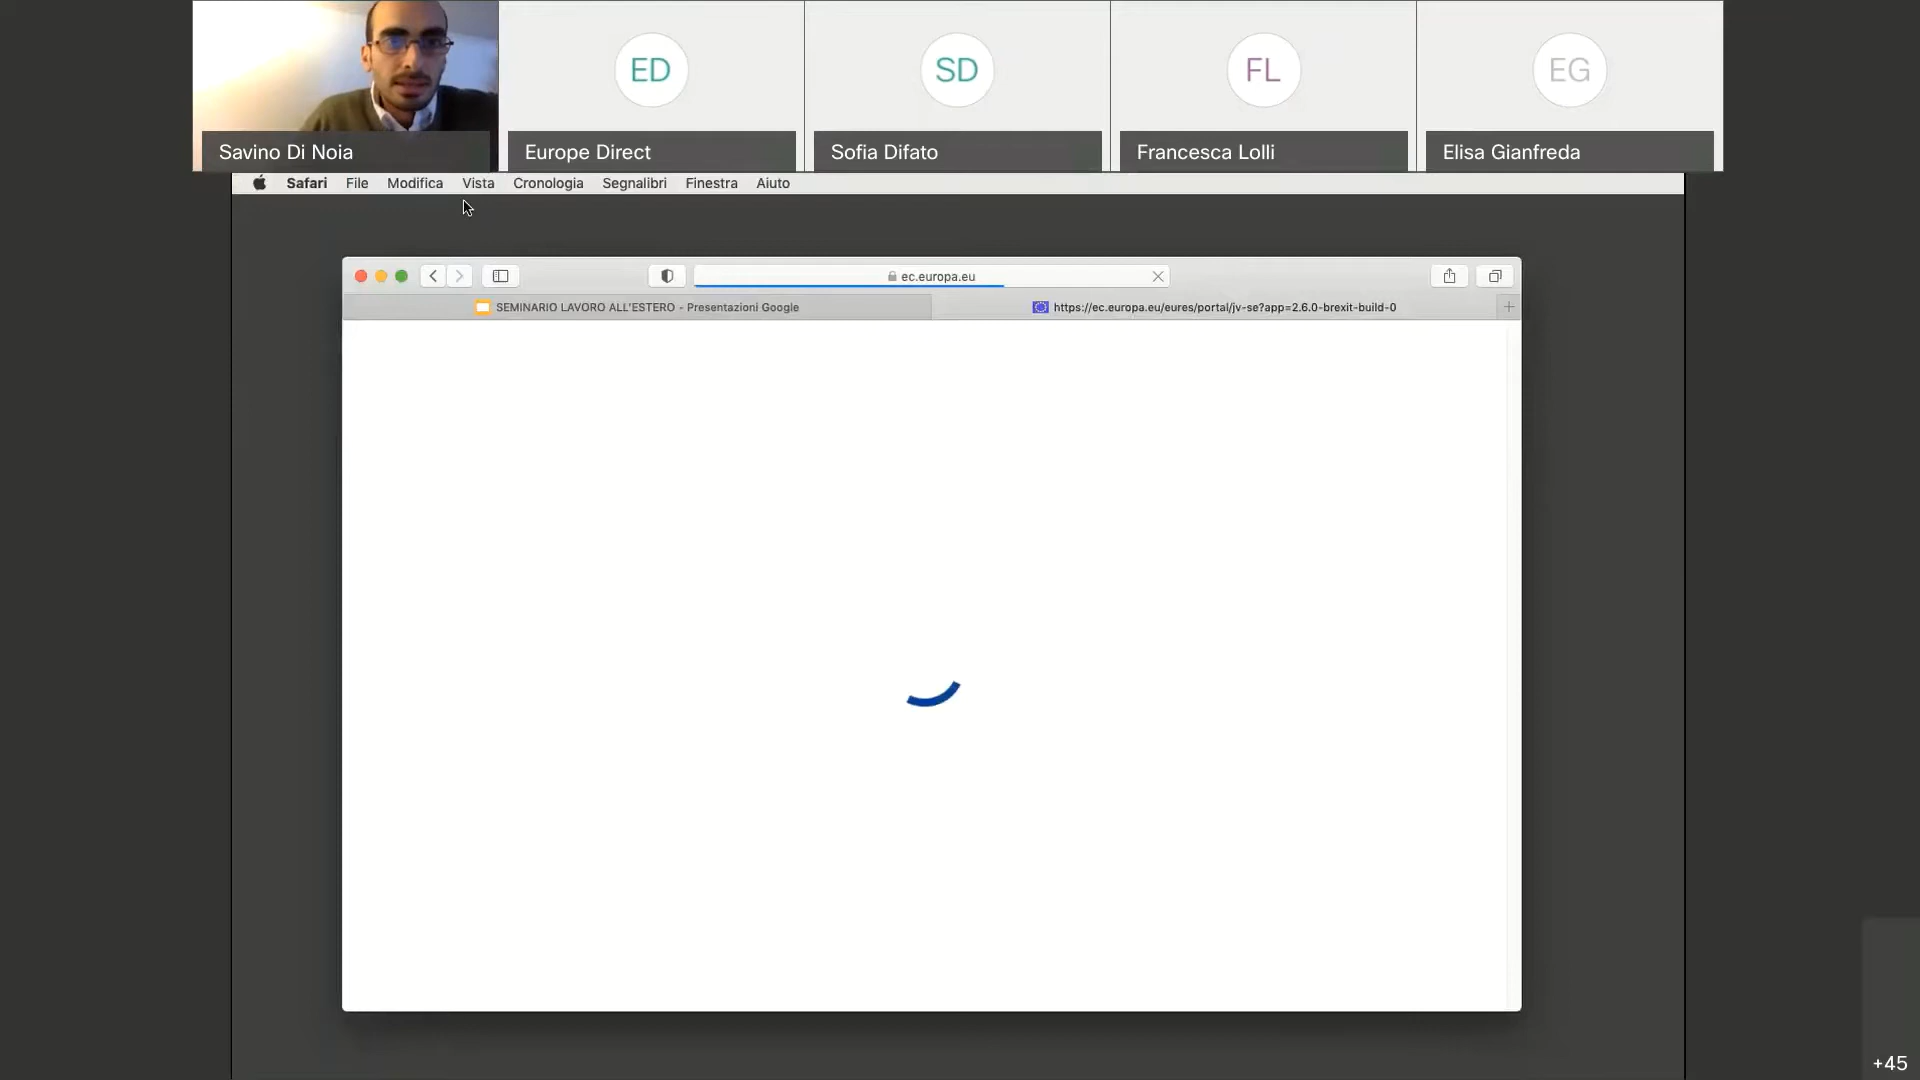 ED
SD
FL
EG
Savino Di Noia
Europe Direct
Sofia Difato
Francesca Lolli
Elisa Gianfreda
Safari File Modifica Vista Cronologia Segnalibri Finestra Aiuto
ec.europa.eu
SEMINARIO LAVORO ALL'ESTERO - Presentazioni Google
https://ec.europa.eu/eures/portal/jv-se?app=2.6.0-brexit-build-0
+45